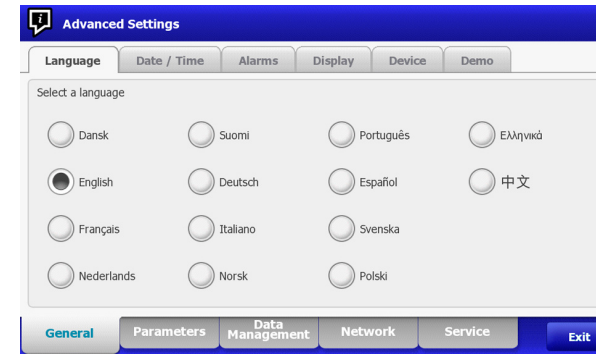 Advanced Settings
Language Date / Time Alarms Display Device Demo
Select a language
Dansk Suomi Português Ελληνικά
English Deutsch Español 中文
Français Italiano Svenska
Nederlands Norsk Polski
General Parameters Data Management Network Service Exit